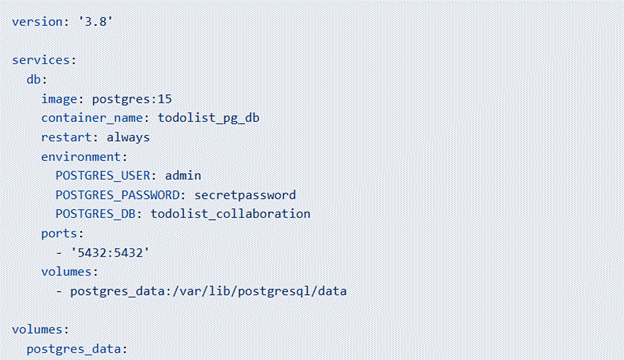 version: '3.8'

services:
  db:
    image: postgres:15
    container_name: todolist_pg_db
    restart: always
    environment:
      POSTGRES_USER: admin
      POSTGRES_PASSWORD: secretpassword
      POSTGRES_DB: todolist_collaboration
    ports:
      - '5432:5432'
    volumes:
      - postgres_data:/var/lib/postgresql/data

volumes:
  postgres_data: